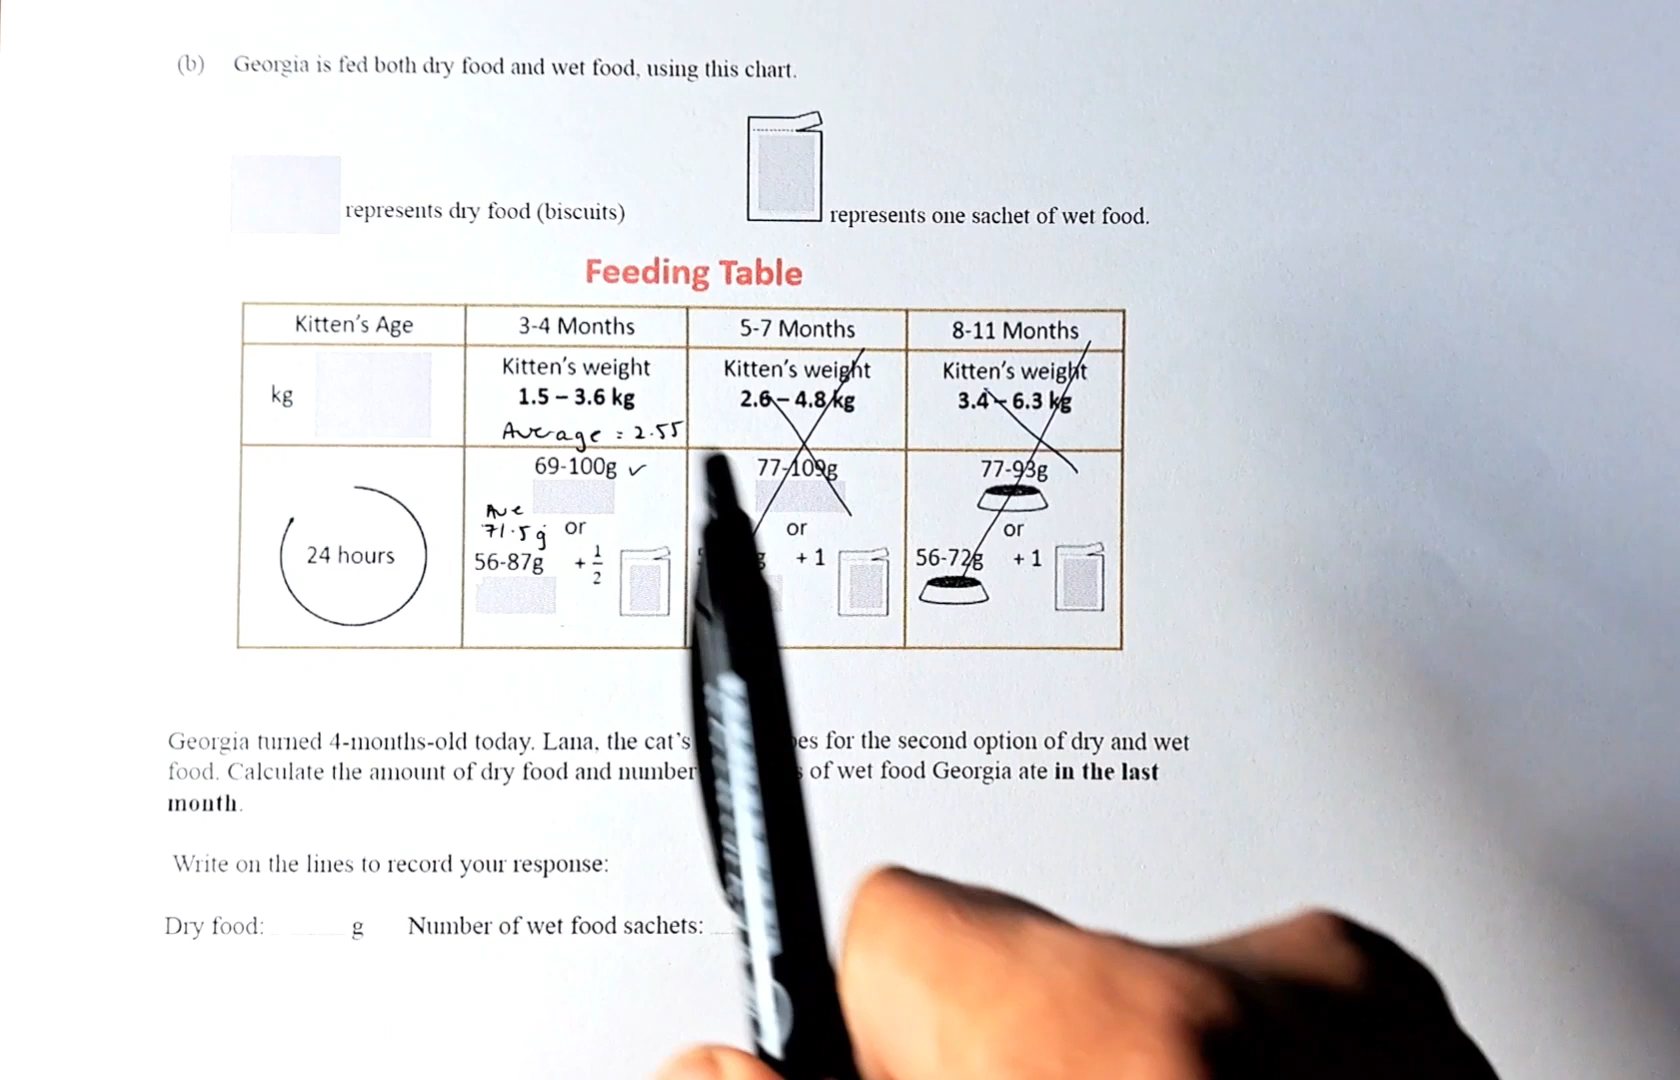 (b) Georgia is fed both dry food and wet food, using this chart.
represents dry food (biscuits)
represents one sachet of wet food.
Feeding Table
Kitten's Age 3-4 Months 5-7 Months 8-11 Months
kg
Kitten's weight
1.5 – 3.6 kg
Average = 2.55
Kitten's weight
2.6 – 4.8 kg
Kitten's weight
3.4 – 6.3 kg
24 hours
69-100g ✓
Ave
71.5g or
56-87g + 1/2
77-109g
or
+ 1
77-93g
or
56-72g + 1
Georgia turned 4-months-old today. Lana, the cat's for the second option of dry and wet
food. Calculate the amount of dry food and number of wet food Georgia ate in the last
month.
Write on the lines to record your response:
Dry food: g Number of wet food sachets: